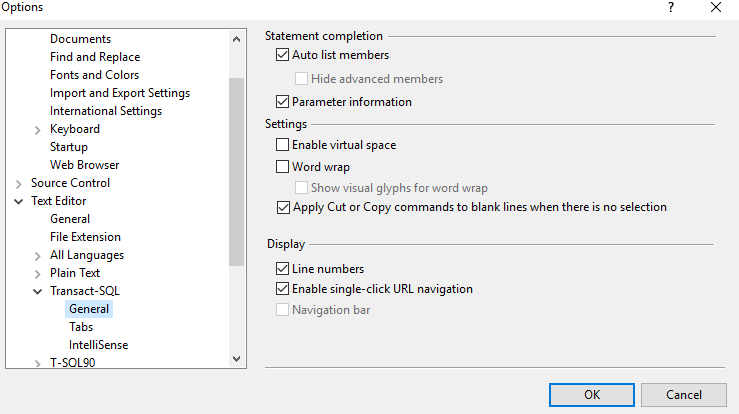 Options
?
Documents
Find and Replace
Fonts and Colors
Import and Export Settings
International Settings
Keyboard
Startup
Web Browser
Source Control
Text Editor
General
File Extension
All Languages
Plain Text
Transact-SQL
General
Tabs
IntelliSense
T-SQL90
Statement completion
Auto list members
Hide advanced members
Parameter information
Settings
Enable virtual space
Word wrap
Show visual glyphs for word wrap
Apply Cut or Copy commands to blank lines when there is no selection
Display
Line numbers
Enable single-click URL navigation
Navigation bar
OK
Cancel